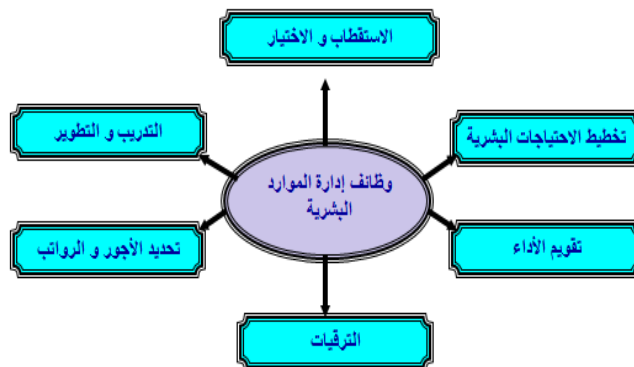 الاستقطاب و الاختيار
تخطيط الاحتياجات البشرية
التدريب و التطوير
وظائف إدارة الموارد
البشرية
تقويم الأداء
تحديد الأجور و الرواتب
الترقيات